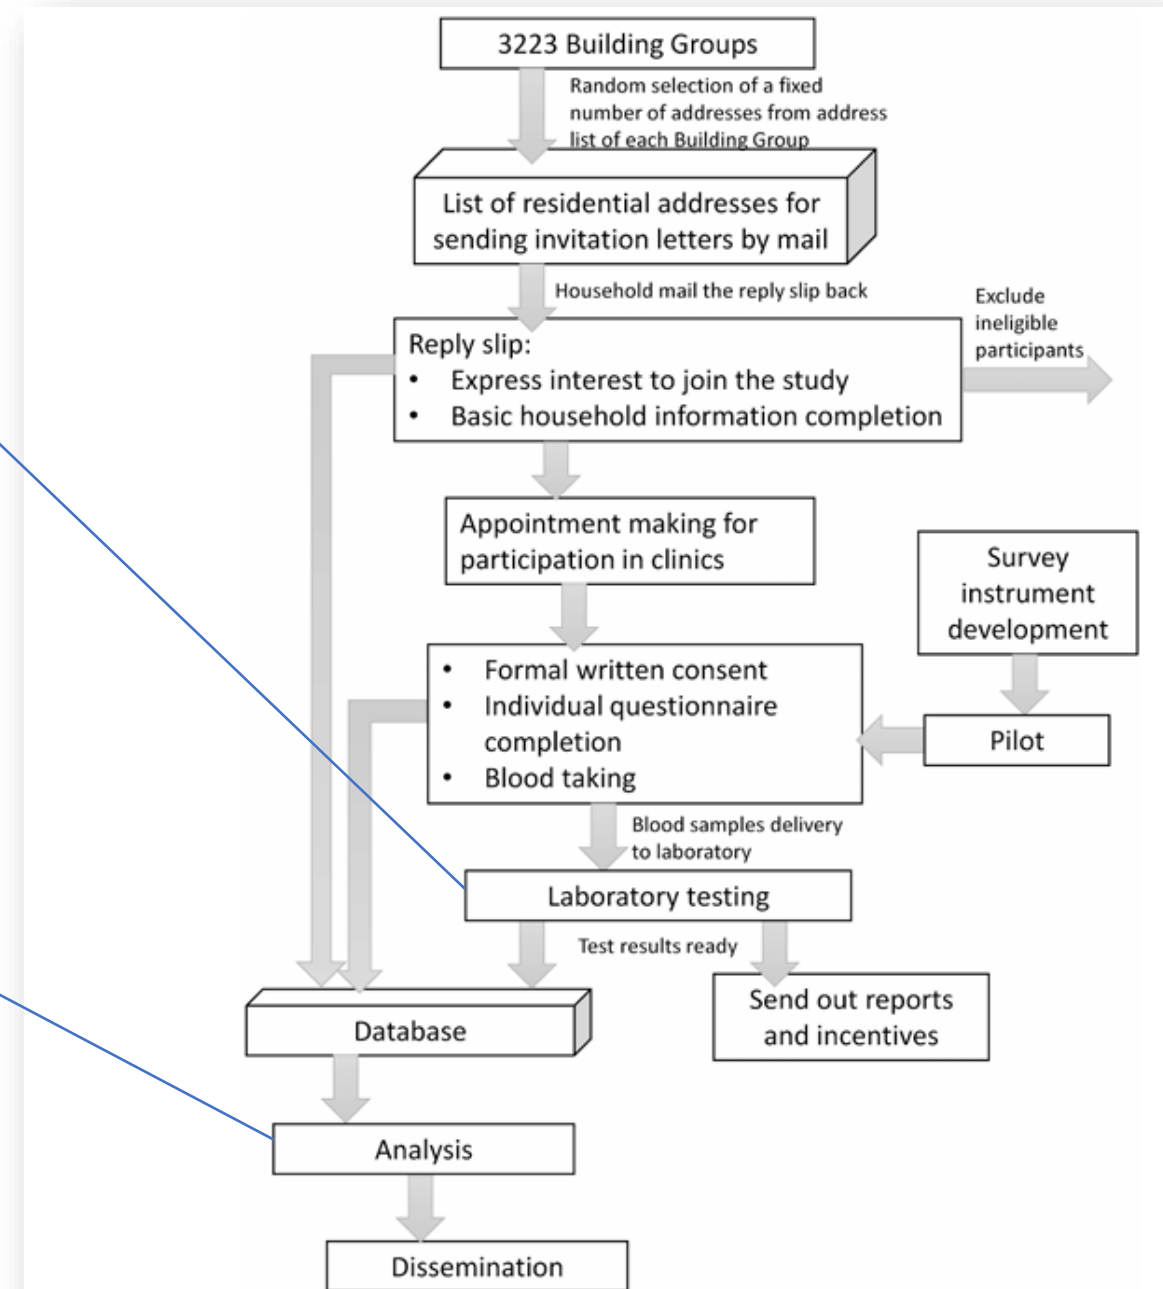 3223 Building Groups
Random selection of a fixed
number of addresses from address
list of each Building Group
List of residential addresses for
sending invitation letters by mail
Household mail the reply slip back
Exclude
ineligible
participants
Reply slip:
• Express interest to join the study
• Basic household information completion
Appointment making for
participation in clinics
Survey
instrument
development
• Formal written consent
• Individual questionnaire
completion
• Blood taking
Pilot
Blood samples delivery
to laboratory
Laboratory testing
Test results ready
Send out reports
and incentives
Database
Analysis
Dissemination